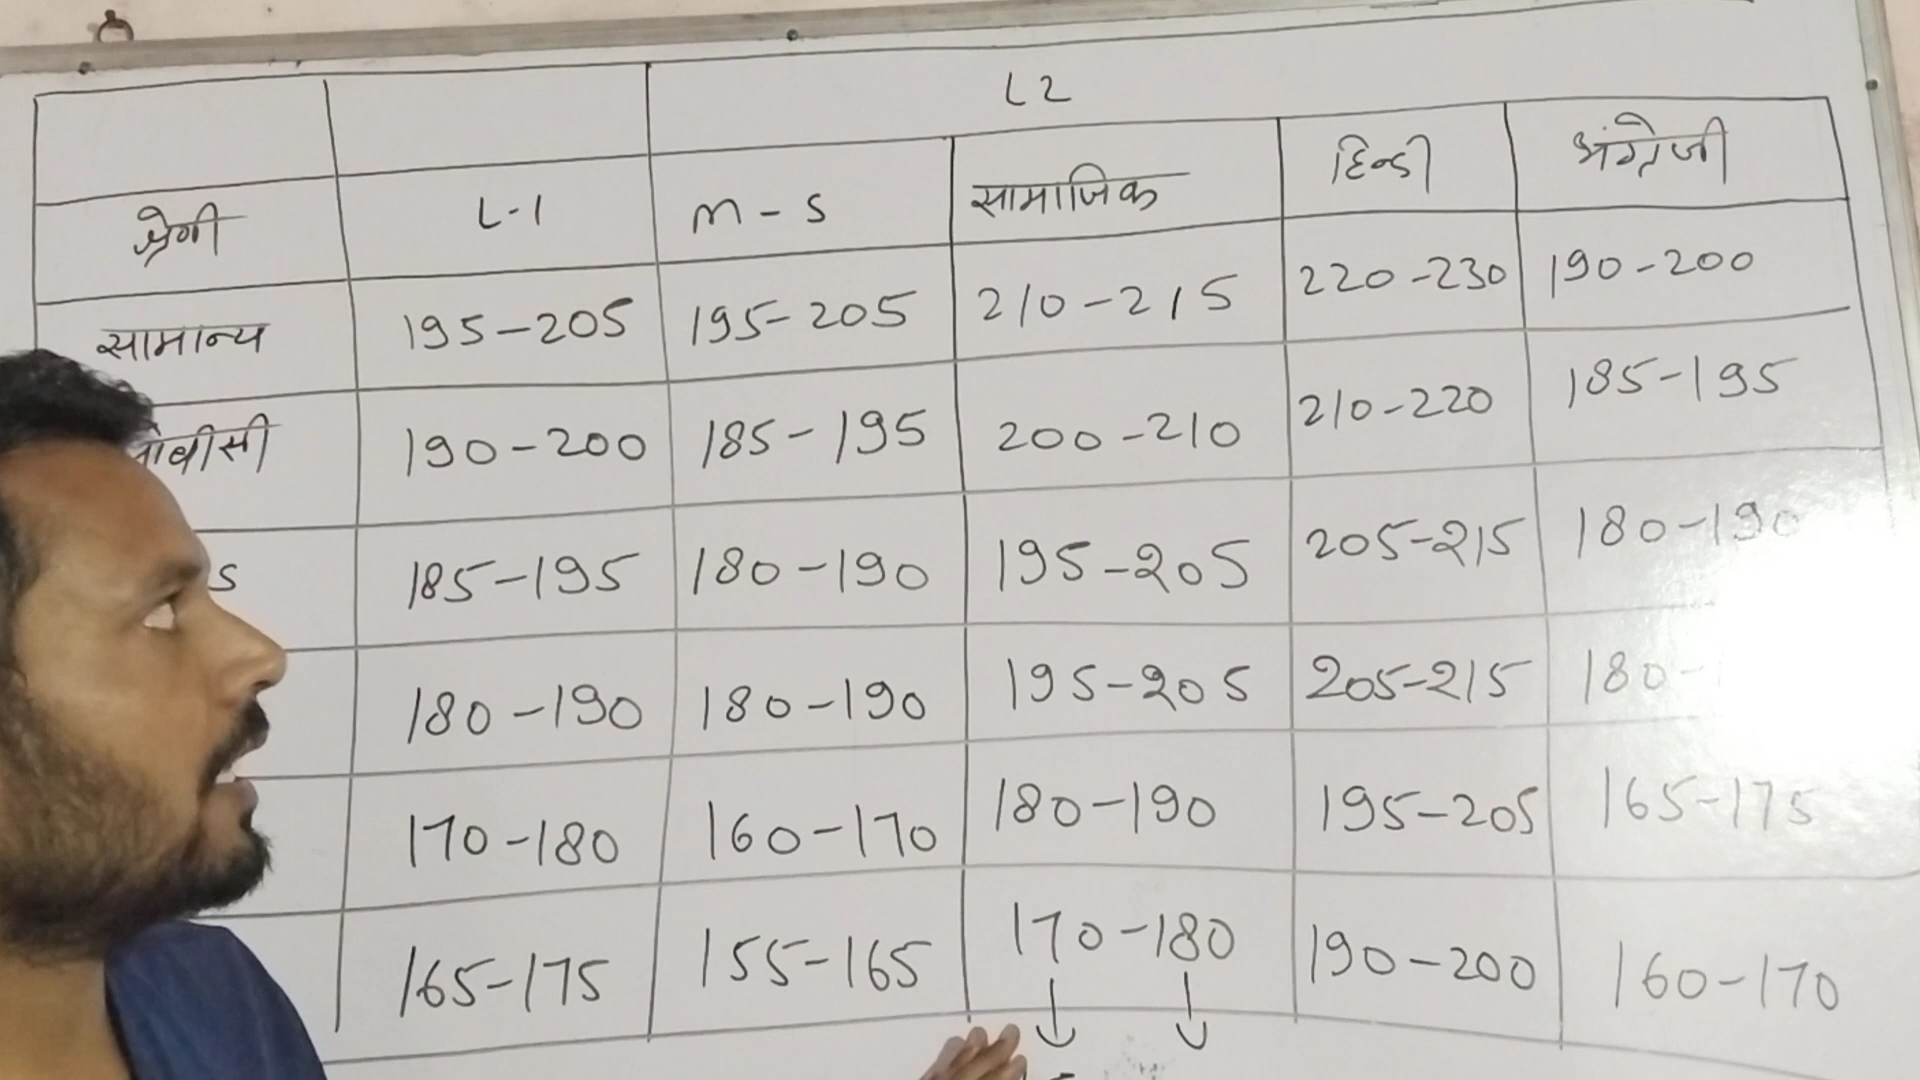 L2
श्रेणी L-1 m-s सामाजिक हिन्दी अंग्रेजी
सामान्य 195-205 195-205 210-215 220-230 190-200
ओबीसी 190-200 185-195 200-210 210-220 185-195
S 185-195 180-190 195-205 205-215 180-190
180-190 180-190 195-205 205-215 180-
170-180 160-170 180-190 195-205 165-175
165-175 155-165 170-180 190-200 160-170